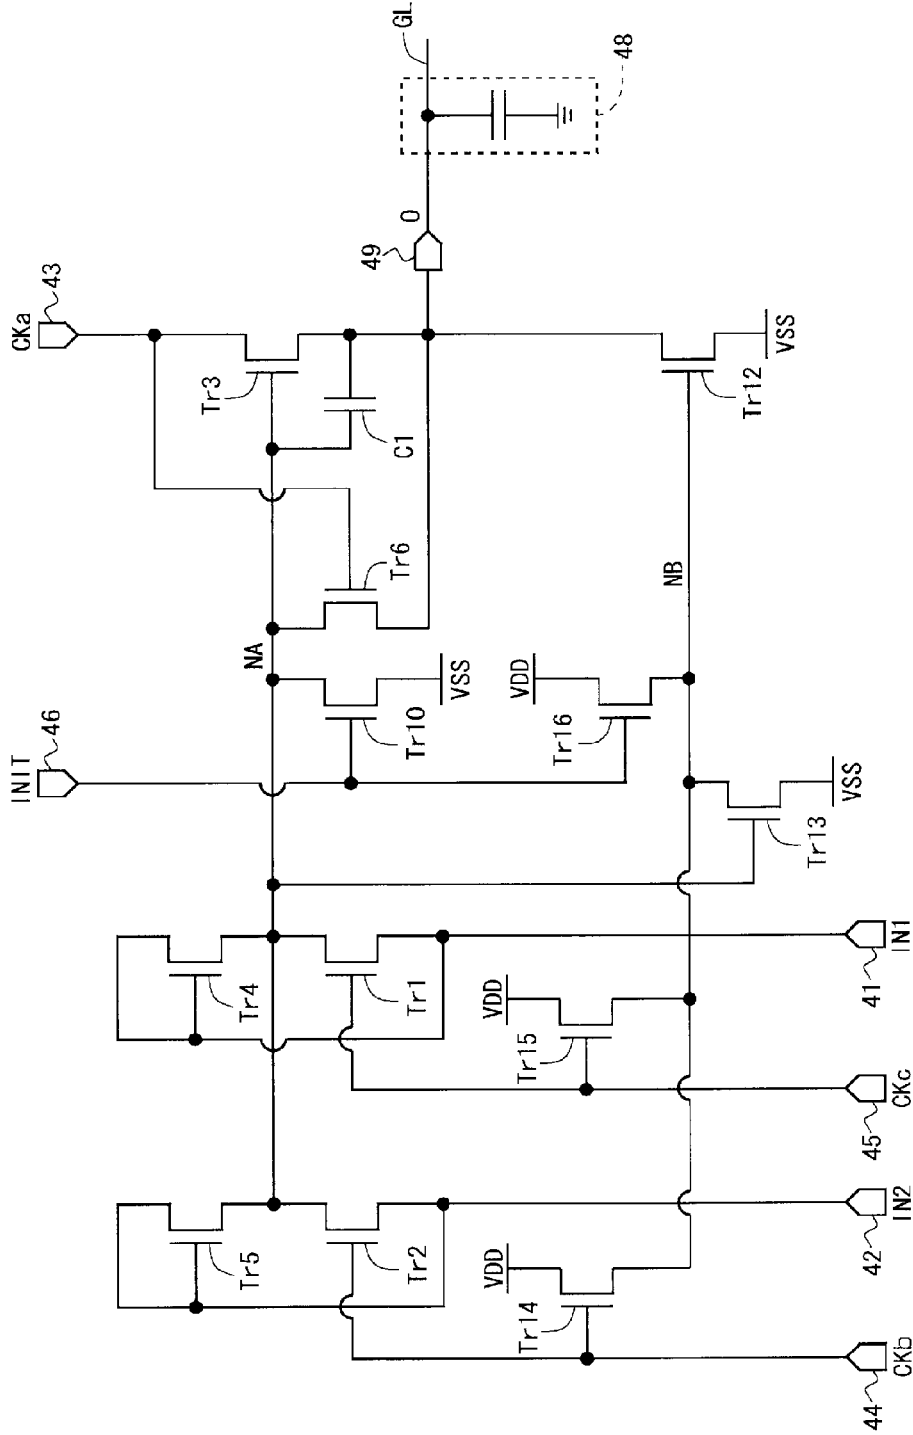 INIT
46
CKa
43
Tr3
C1
Tr6
NA
Tr10
VSS
49
O
GL
48
Tr5
Tr4
Tr2
Tr1
VDD
Tr14
VDD
Tr15
VDD
Tr16
NB
Tr13
VSS
Tr12
VSS
44
CKb
42
IN2
45
CKc
41
IN1